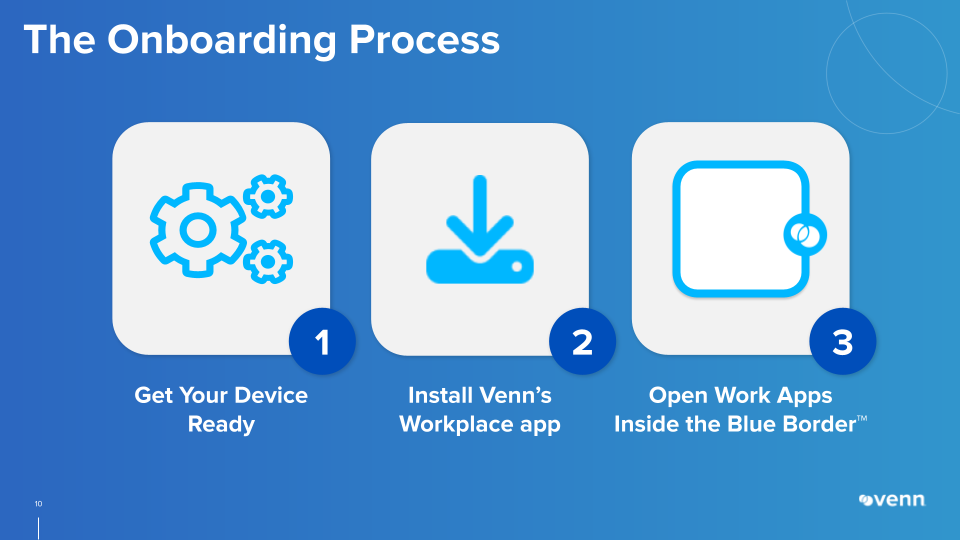 The Onboarding Process
1
2
3
Get Your Device
Ready
Install Venn’s
Workplace app
Open Work Apps
Inside the Blue Border™
10
venn